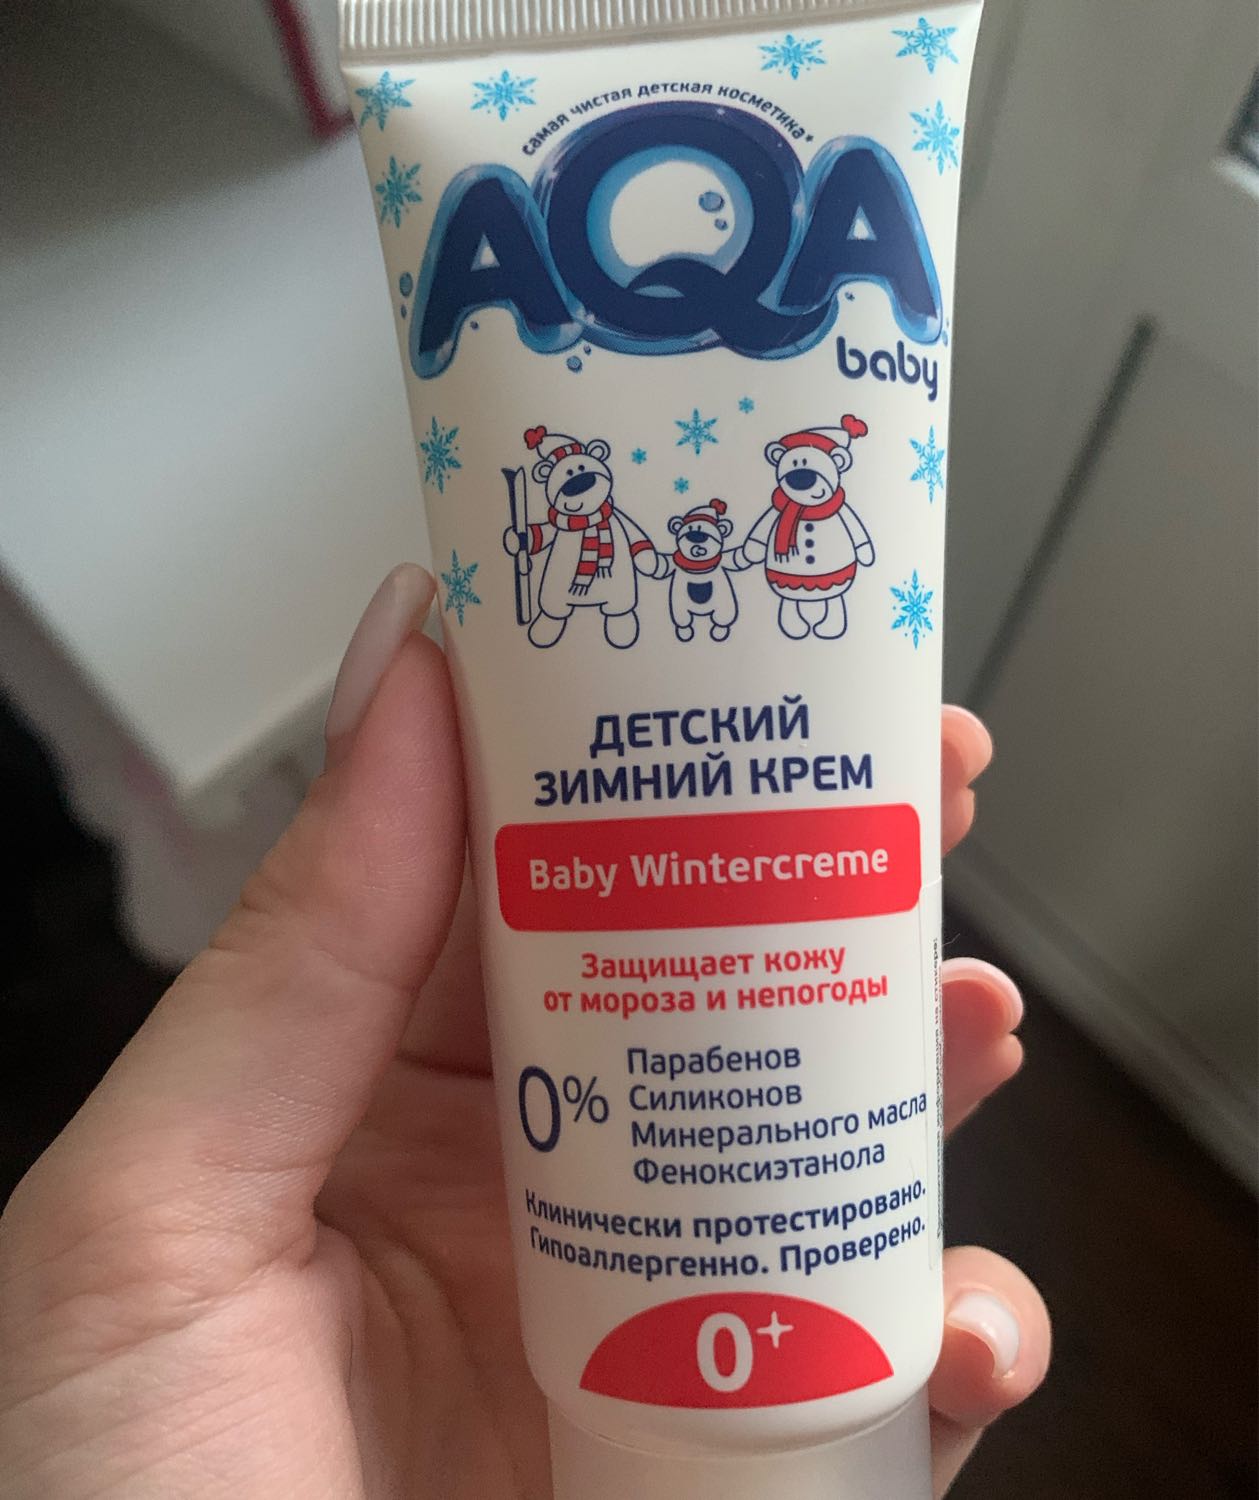 самая чистая детская косметика*
AQA
baby
ДЕТСКИЙ
ЗИМНИЙ КРЕМ
Baby Wintercreme
Защищает кожу
от мороза и непогоды
0%
Парабенов
Силиконов
Минерального масла
Феноксиэтанола
Клинически протестировано.
Гипоаллергенно. Проверено.
0+